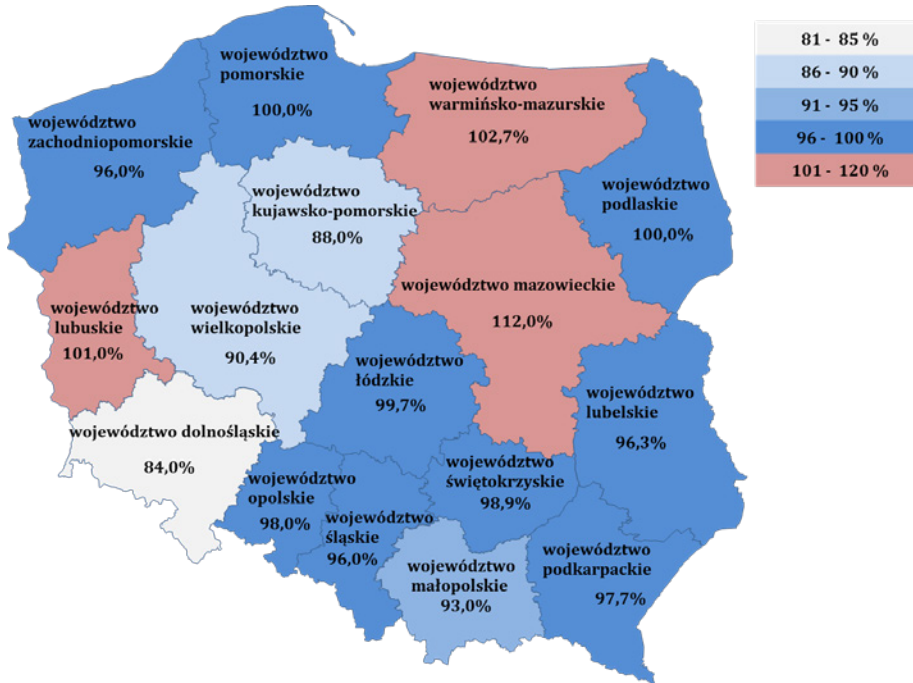 województwo
pomorskie
100,0%
województwo
warmińsko-mazurskie
102,7%
81 - 85 %
86 - 90 %
91 - 95 %
96 - 100 %
101 - 120 %
województwo
zachodniopomorskie
96,0%
województwo
kujawsko-pomorskie
88,0%
województwo
podlaskie
100,0%
województwo
lubuskie
101,0%
województwo
wielkopolskie
90,4%
województwo mazowieckie
112,0%
województwo
łódzkie
99,7%
województwo
lubelskie
96,3%
województwo dolnośląskie
84,0%
województwo
opolskie
98,0%
województwo
śląskie
96,0%
województwo
świętokrzyskie
98,9%
województwo
małopolskie
93,0%
województwo
podkarpackie
97,7%